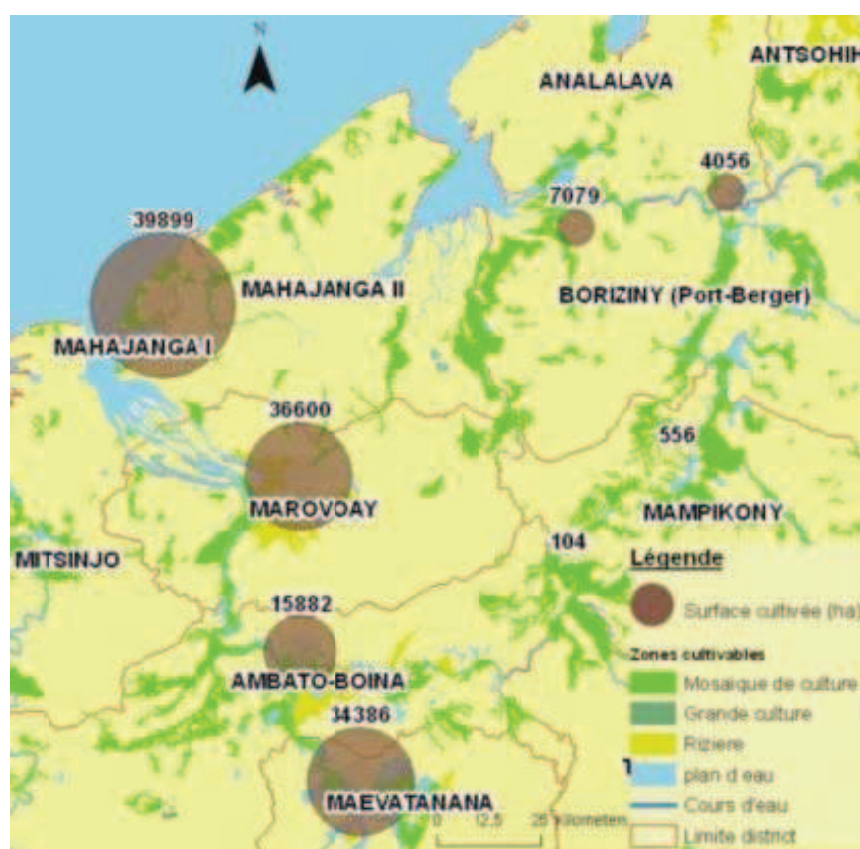 N
ANTSOHIH
ANALALAVA
4056
7079
39899
MAHAJANGA II
BORIZINY (Port-Berger)
MAHAJANGA I
36600
556
MAROVOAY
MAMPIKONY
104
MITSINJO
15882
AMBATO-BOINA
34386
MAEVATANANA
0 12.5 25 Kilometers
Légende
Surface cultivée (ha)
Zones cultivables
Mosaique de culture
Grande culture
Riziere
plan d eau
Cours d'eau
Limite district